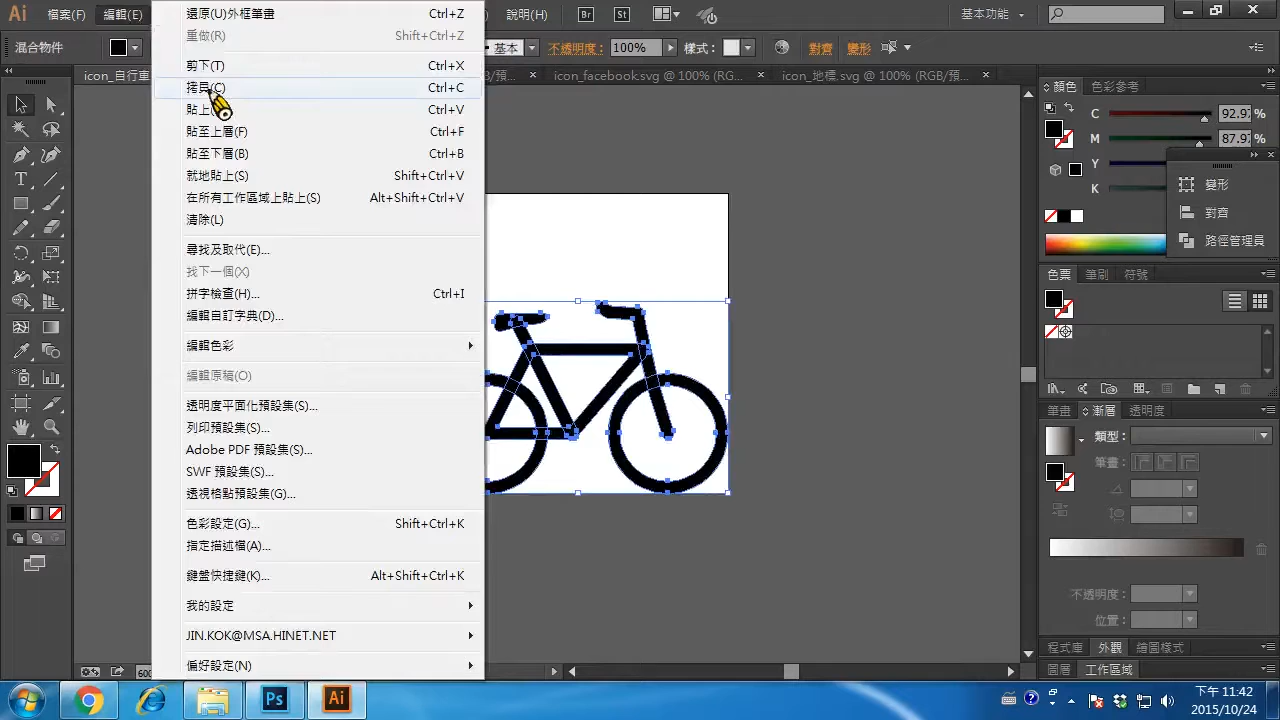 Ai 檔案(F) 編輯(E) 說明(H) Br St 基本功能
混合物件 基本 不透明度: 100% 樣式: 對齊 變形
icon_自行車 icon_facebook.svg @ 100% (RG... icon_地標.svg @ 100% (RGB/預...
還原(U)外框筆畫 Ctrl+Z
重做(R) Shift+Ctrl+Z
剪下(T) Ctrl+X
拷貝(C) Ctrl+C
貼上 Ctrl+V
貼至上層(F) Ctrl+F
貼至下層(B) Ctrl+B
就地貼上(S) Shift+Ctrl+V
在所有工作區域上貼上(S) Alt+Shift+Ctrl+V
清除(L)
尋找及取代(E)...
找下一個(X)
拼字檢查(H)... Ctrl+I
編輯自訂字典(D)...
編輯色彩
編輯原稿(O)
透明度平面化預設集(S)...
列印預設集(S)...
Adobe PDF 預設集(S)...
SWF 預設集(S)...
透視格點預設集(G)...
色彩設定(G)... Shift+Ctrl+K
指定描述檔(A)...
鍵盤快捷鍵(K)... Alt+Shift+Ctrl+K
我的設定
JIN.KOK@MSA.HINET.NET
偏好設定(N)
顏色 色彩參考
C 92.92 %
M 87.92 %
Y
K
變形
對齊
路徑管理員
色票 筆刷 符號
筆畫 漸層 透明度
類型:
筆畫:
不透明度:
位置:
程式庫 外觀 繪圖樣式
圖層 工作區域
600
Ps Ai
下午 11:42
2015/10/24